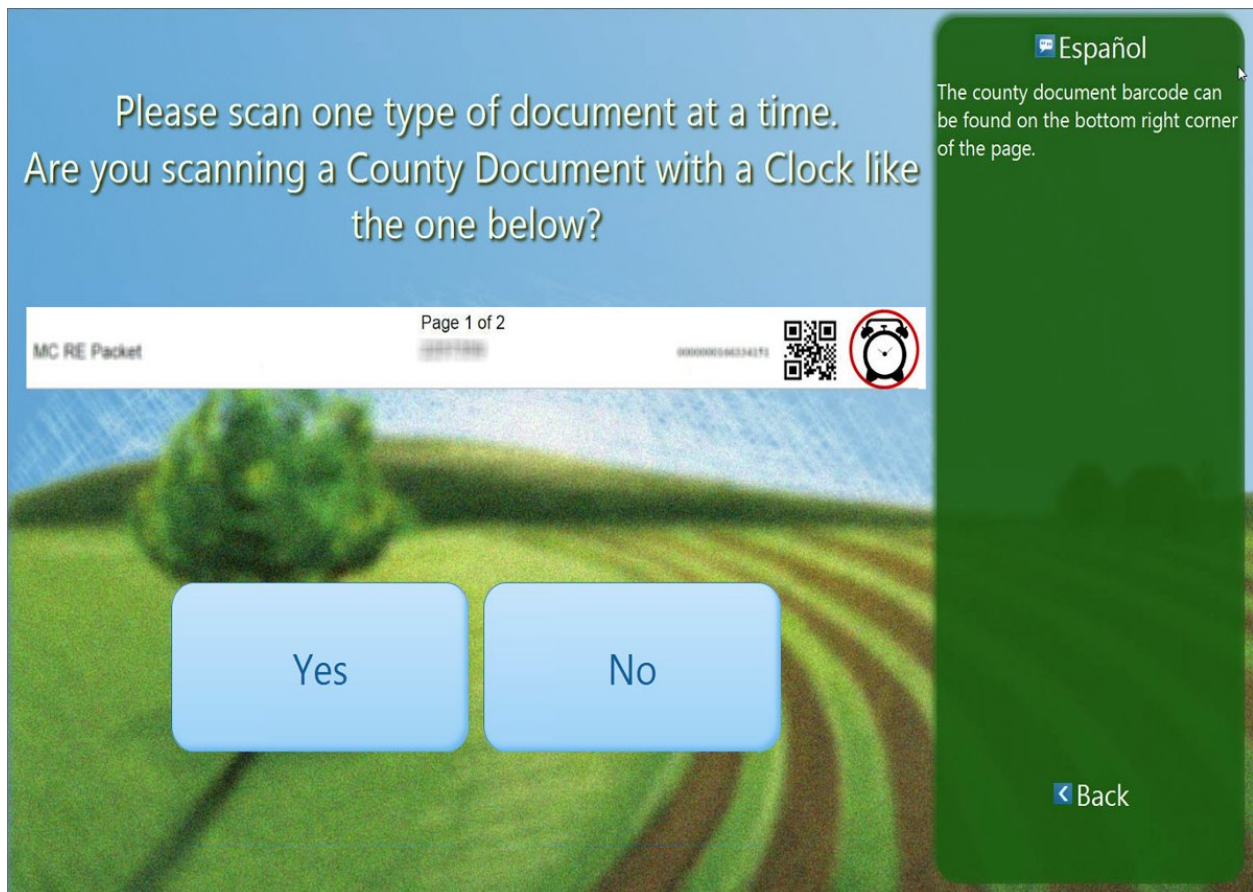 Please scan one type of document at a time.
Are you scanning a County Document with a Clock like
the one below?
Page 1 of 2
MC RE Packet
Yes
No
Español
The county document barcode can
be found on the bottom right corner
of the page.
Back